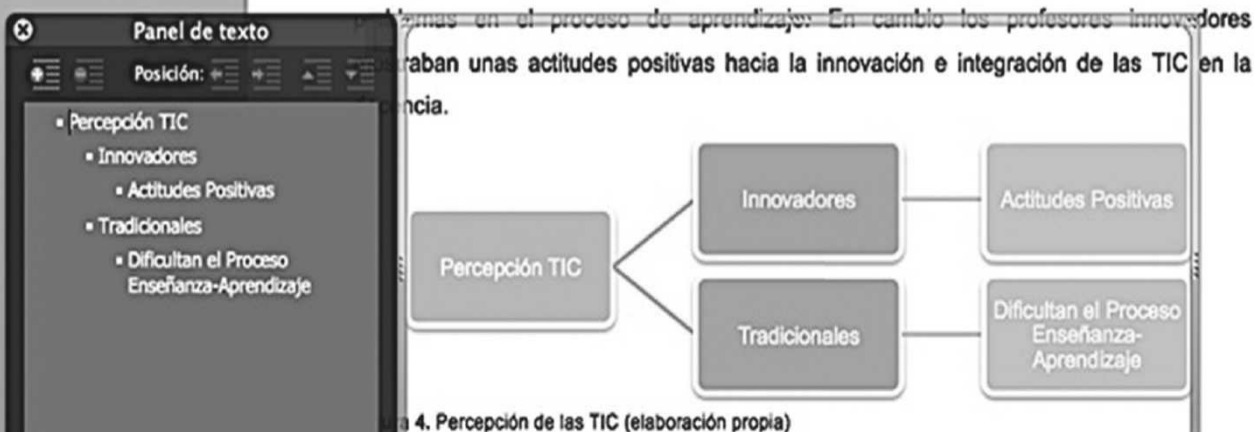 en el proceso de aprendizaje. En cambio los profesores innovadores
raban unas actitudes positivas hacia la innovación e integración de las TIC en la
ncia.
Panel de texto
Posición:
Percepción TIC
Innovadores
Actitudes Positivas
Tradicionales
Dificultan el Proceso
Enseñanza-Aprendizaje
Percepción TIC
Innovadores
Actitudes Positivas
Tradicionales
Dificultan el Proceso
Enseñanza-
Aprendizaje
4. Percepción de las TIC (elaboración propia)